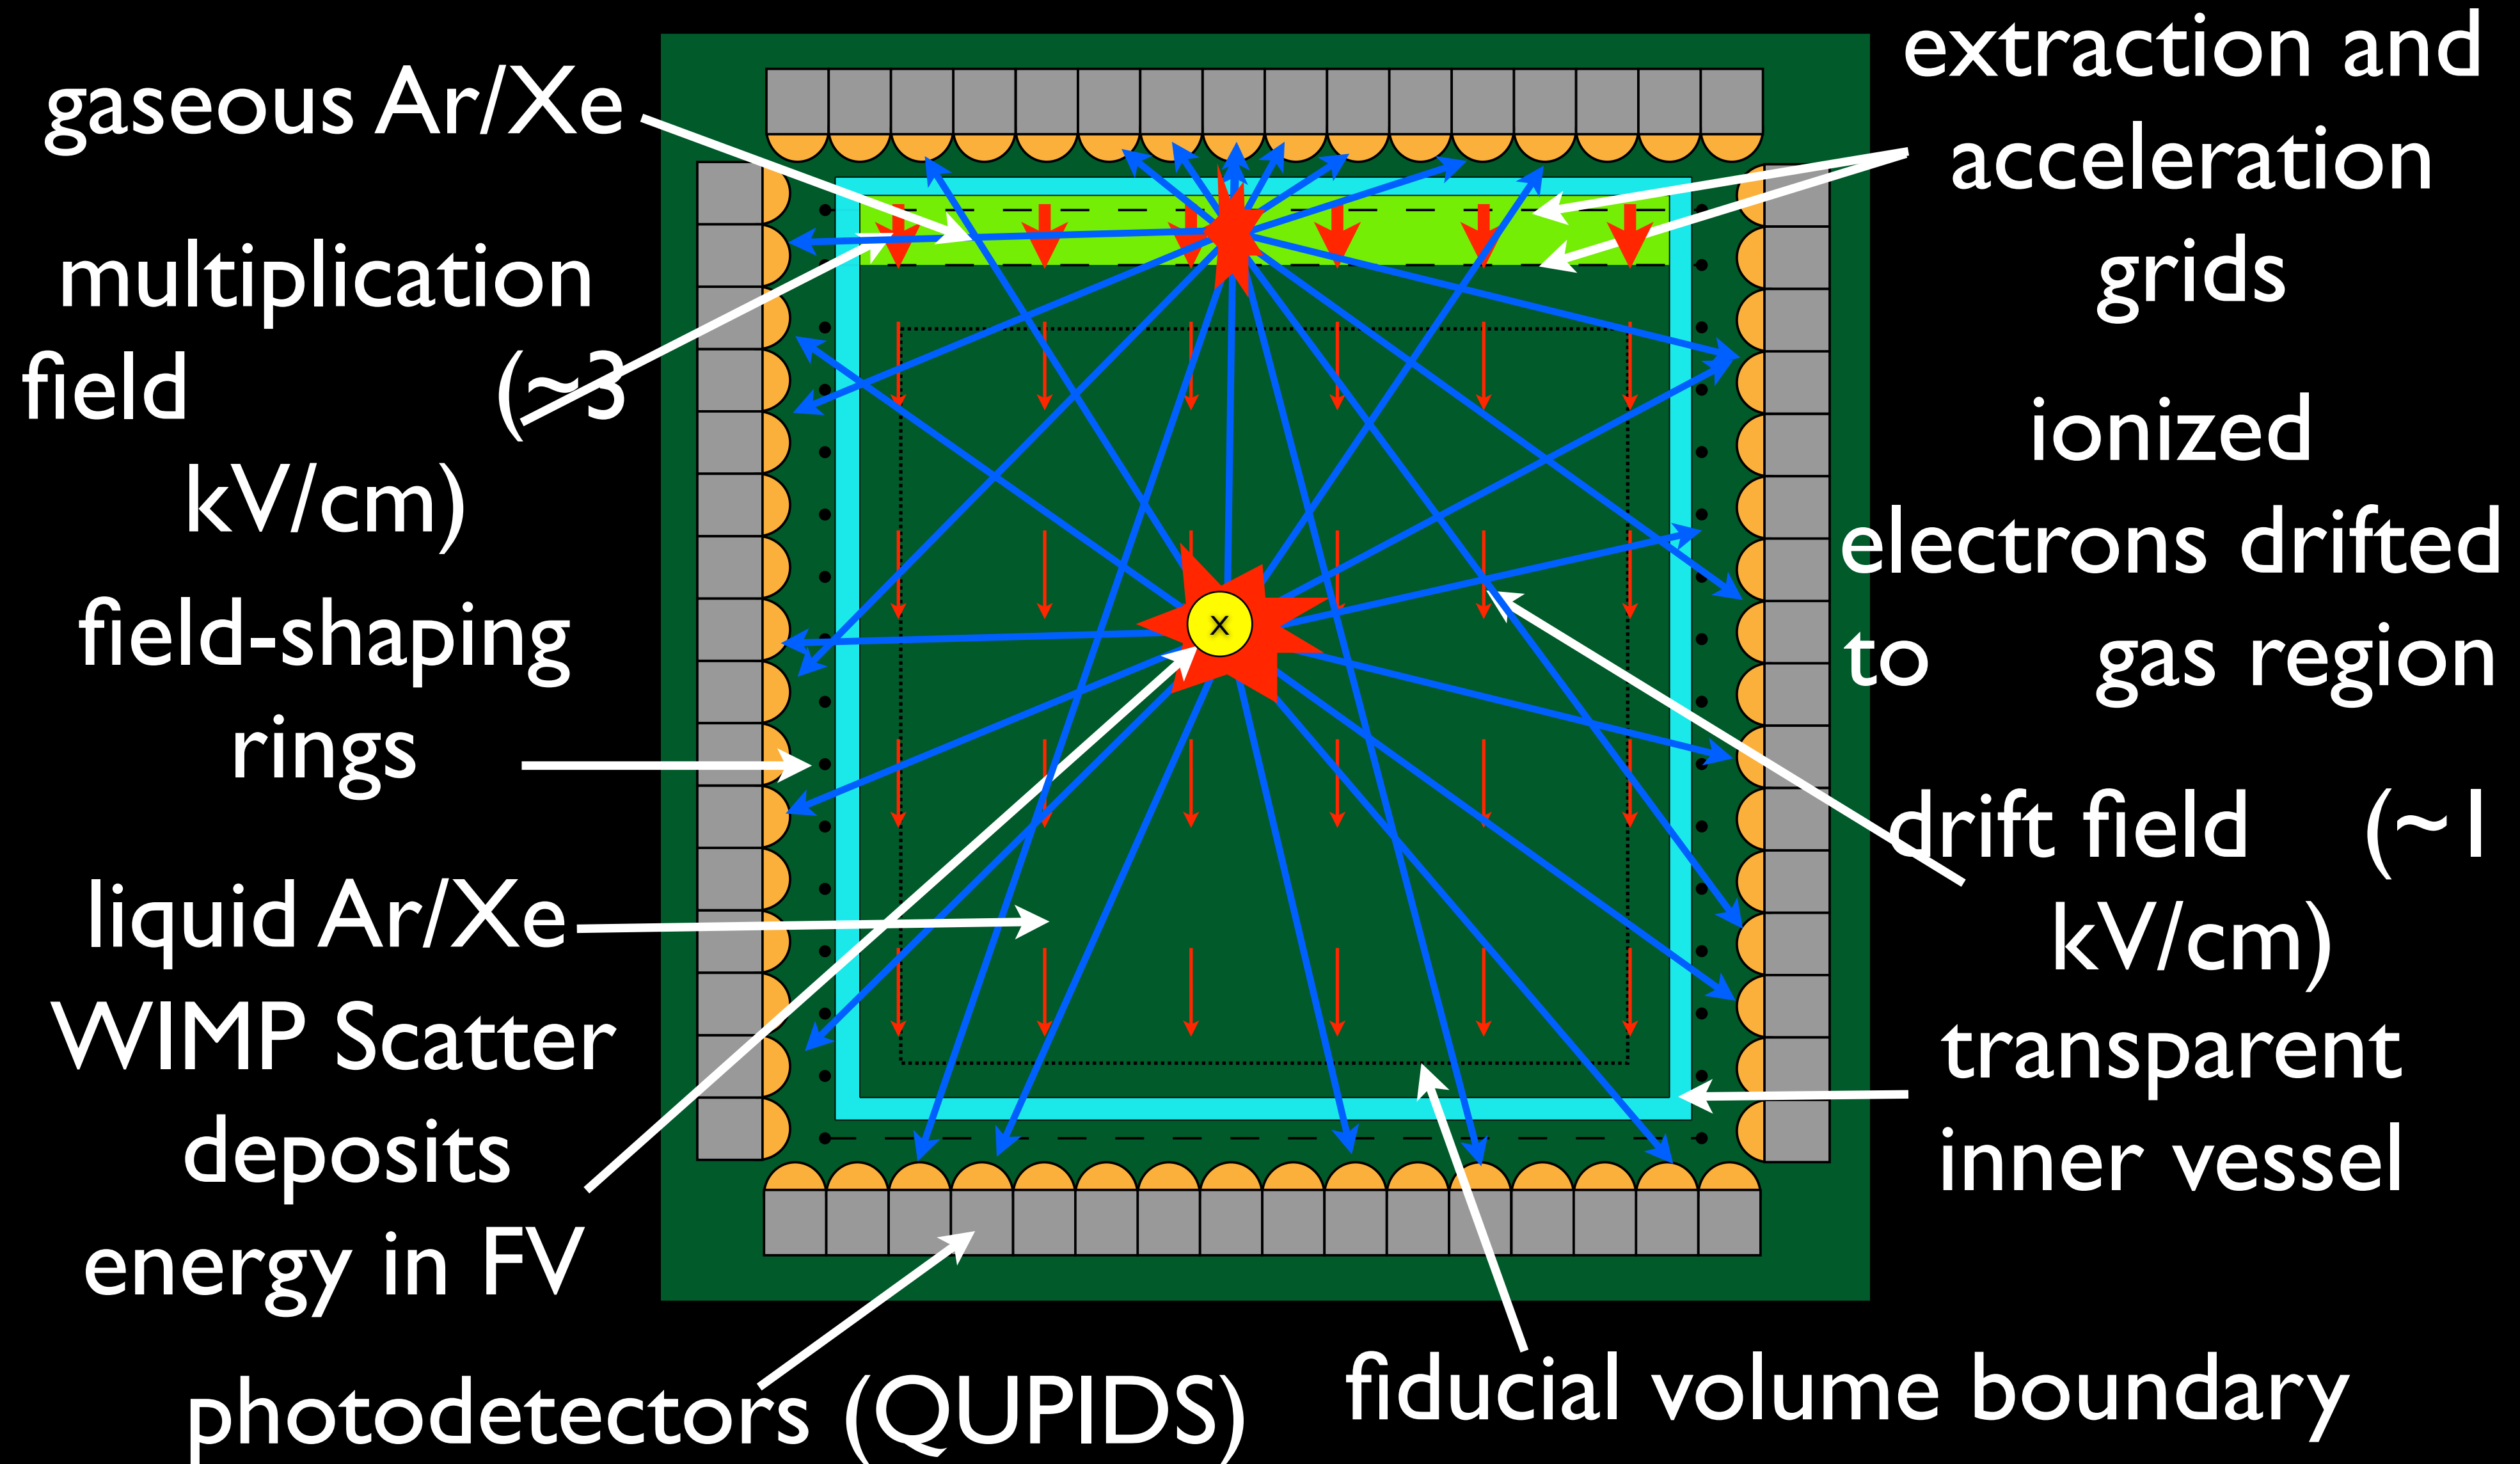 gaseous Ar/Xe
multiplication
field (~3
kV/cm)
field-shaping
rings
liquid Ar/Xe
WIMP Scatter
deposits
energy in FV
photodetectors (QUPIDS)
x
extraction and
acceleration
grids
ionized
electrons drifted
to gas region
drift field (~1
kV/cm)
transparent
inner vessel
fiducial volume boundary